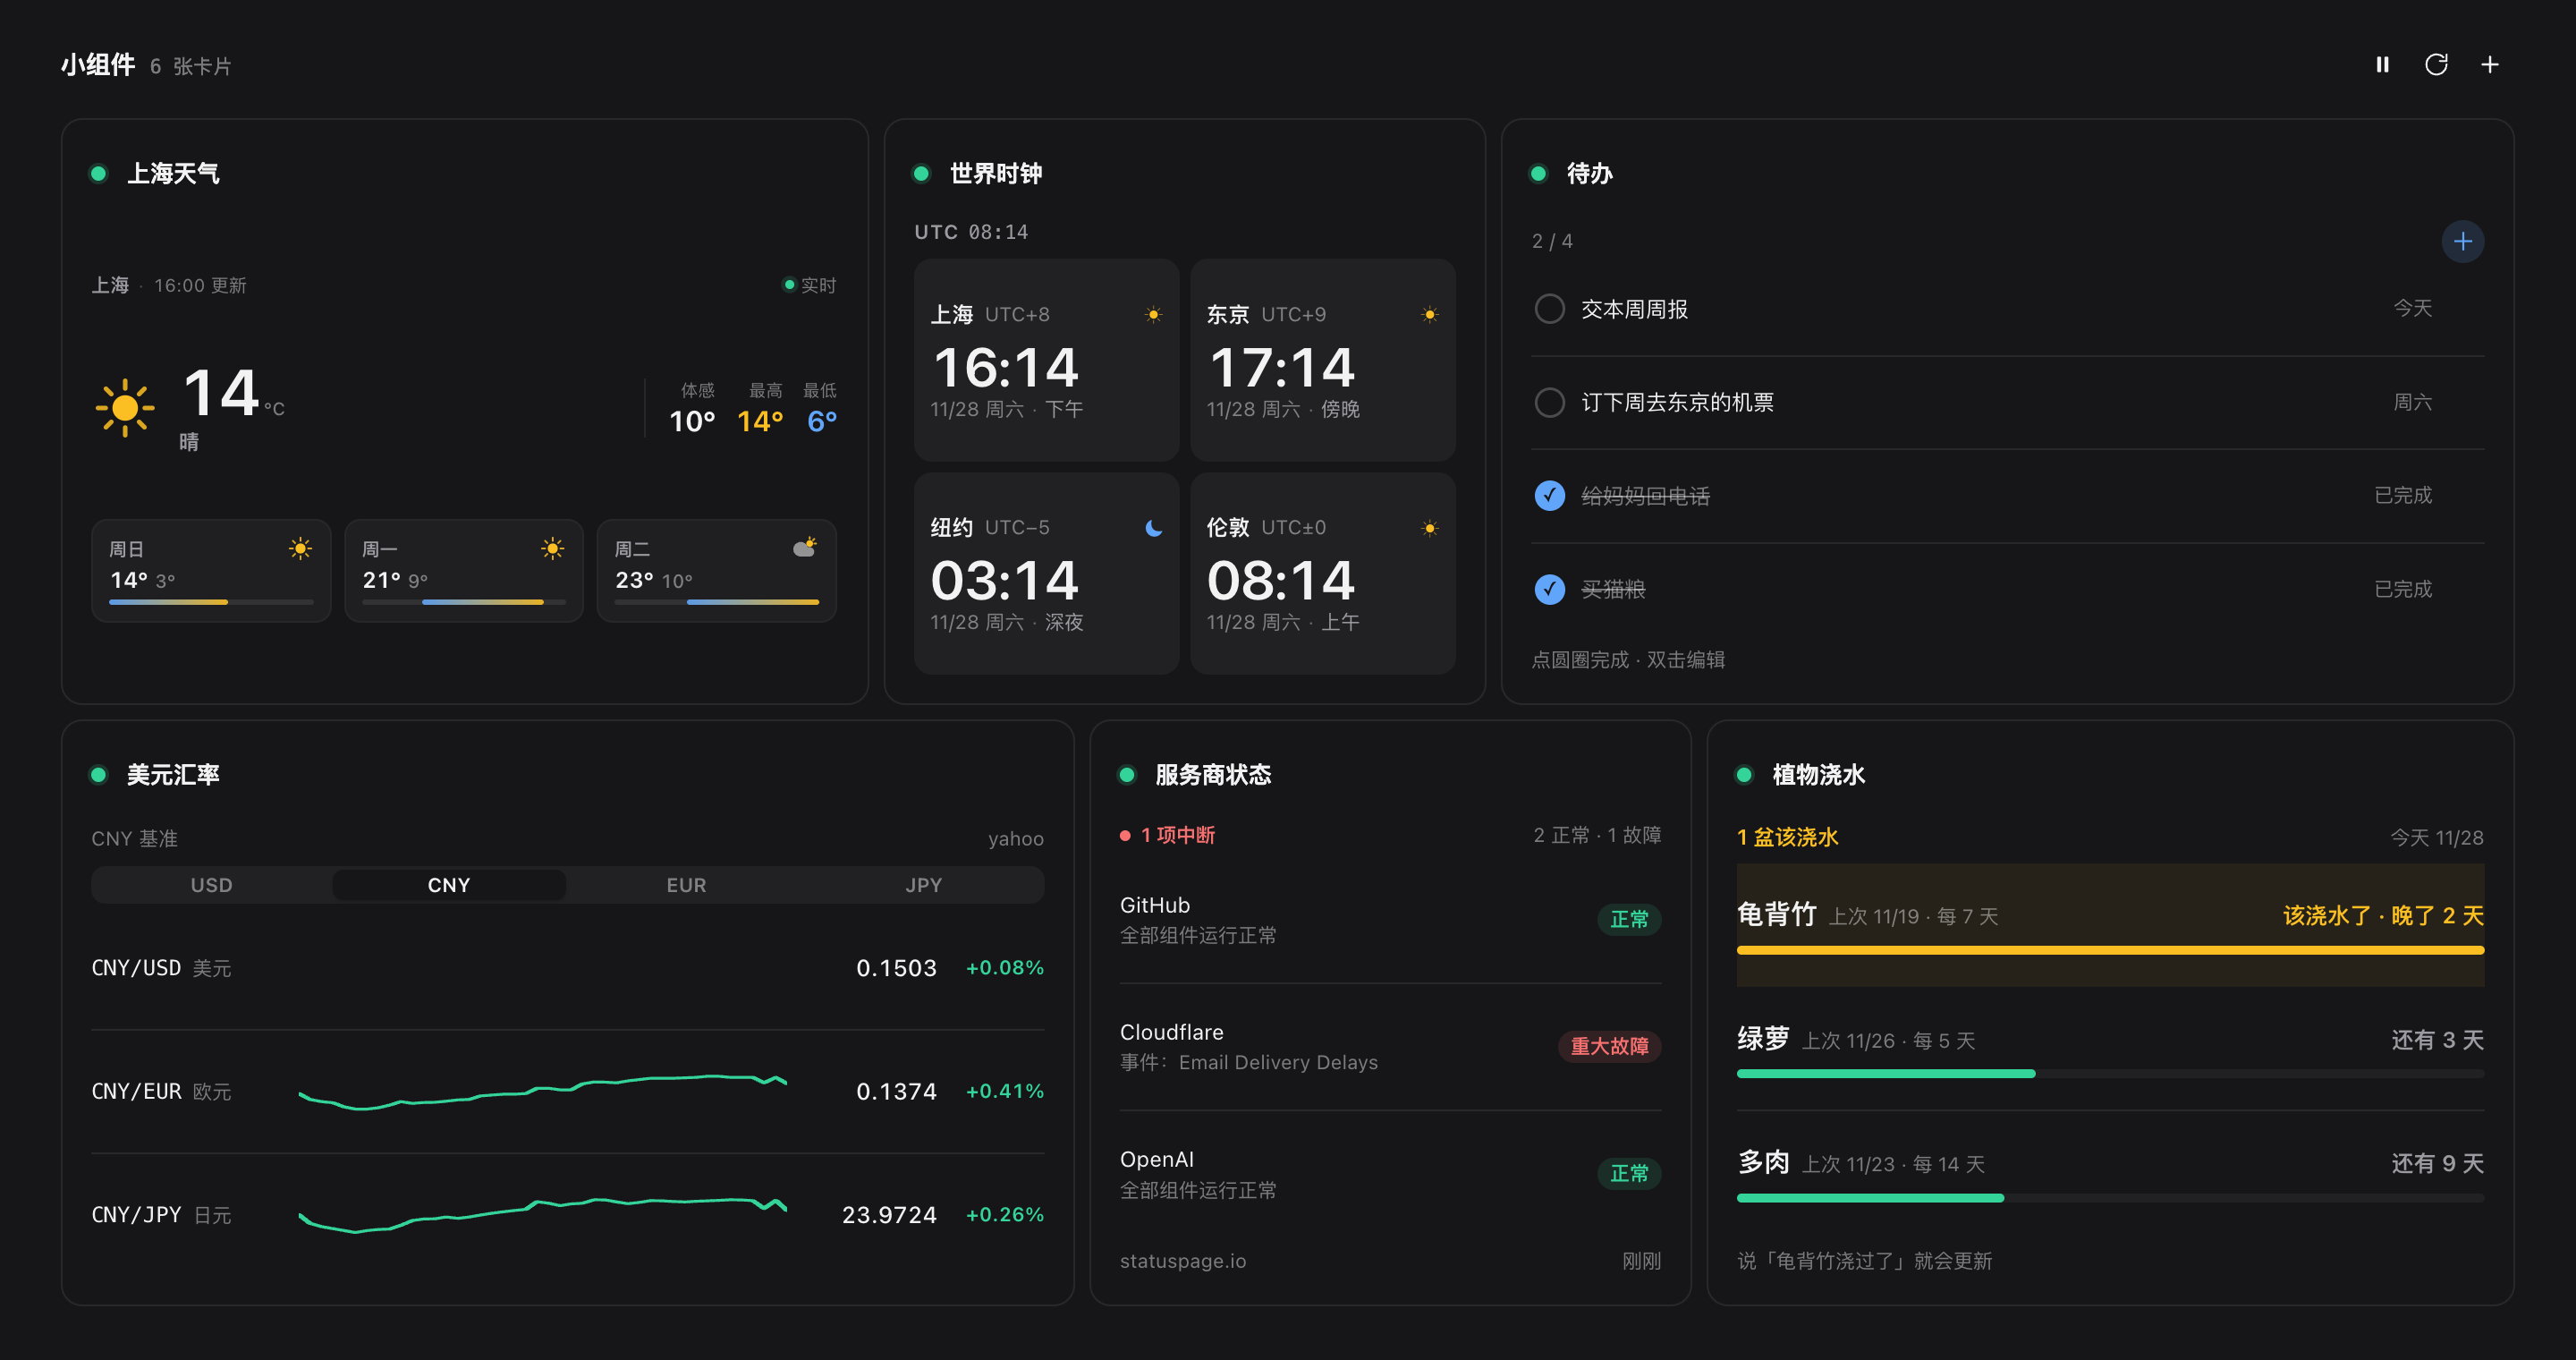 小组件 6 张卡片
上海天气
上海 · 16:00 更新 实时
14 °C
晴
体感 最高 最低
10° 14° 6°
周日 周一 周二
14° 3° 21° 9° 23° 10°
世界时钟
UTC 08:14
上海 UTC+8
16:14
11/28 周六 · 下午
东京 UTC+9
17:14
11/28 周六 · 傍晚
纽约 UTC−5
03:14
11/28 周六 · 深夜
伦敦 UTC±0
08:14
11/28 周六 · 上午
待办
2 / 4
交本周周报 今天
订下周去东京的机票 周六
给妈妈回电话 已完成
买猫粮 已完成
点圆圈完成 · 双击编辑
美元汇率
CNY 基准 yahoo
USD CNY EUR JPY
CNY/USD 美元 0.1503 +0.08%
CNY/EUR 欧元 0.1374 +0.41%
CNY/JPY 日元 23.9724 +0.26%
服务商状态
1 项中断 2 正常 · 1 故障
GitHub
全部组件运行正常
正常
Cloudflare
事件：Email Delivery Delays
重大故障
OpenAI
全部组件运行正常
正常
statuspage.io 刚刚
植物浇水
1 盆该浇水 今天 11/28
龟背竹 上次 11/19 · 每 7 天 该浇水了 · 晚了 2 天
绿萝 上次 11/26 · 每 5 天 还有 3 天
多肉 上次 11/23 · 每 14 天 还有 9 天
说「龟背竹浇过了」就会更新